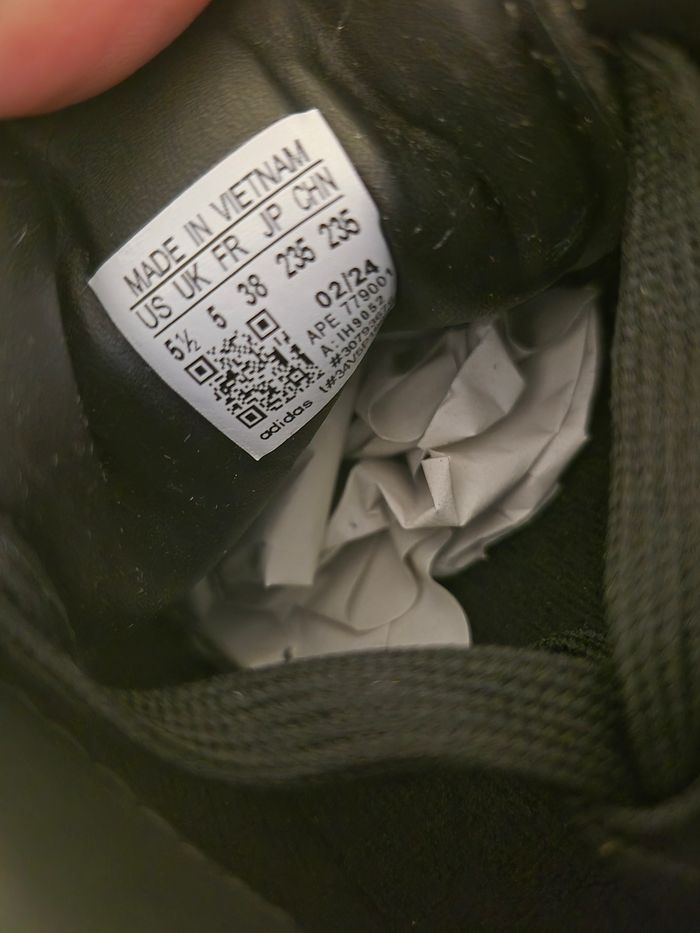 MADE IN VIETNAM
US UK FR JP CHN
5½ 5 38 235 235
02/24
APE 779001
A:IH9052
adidas